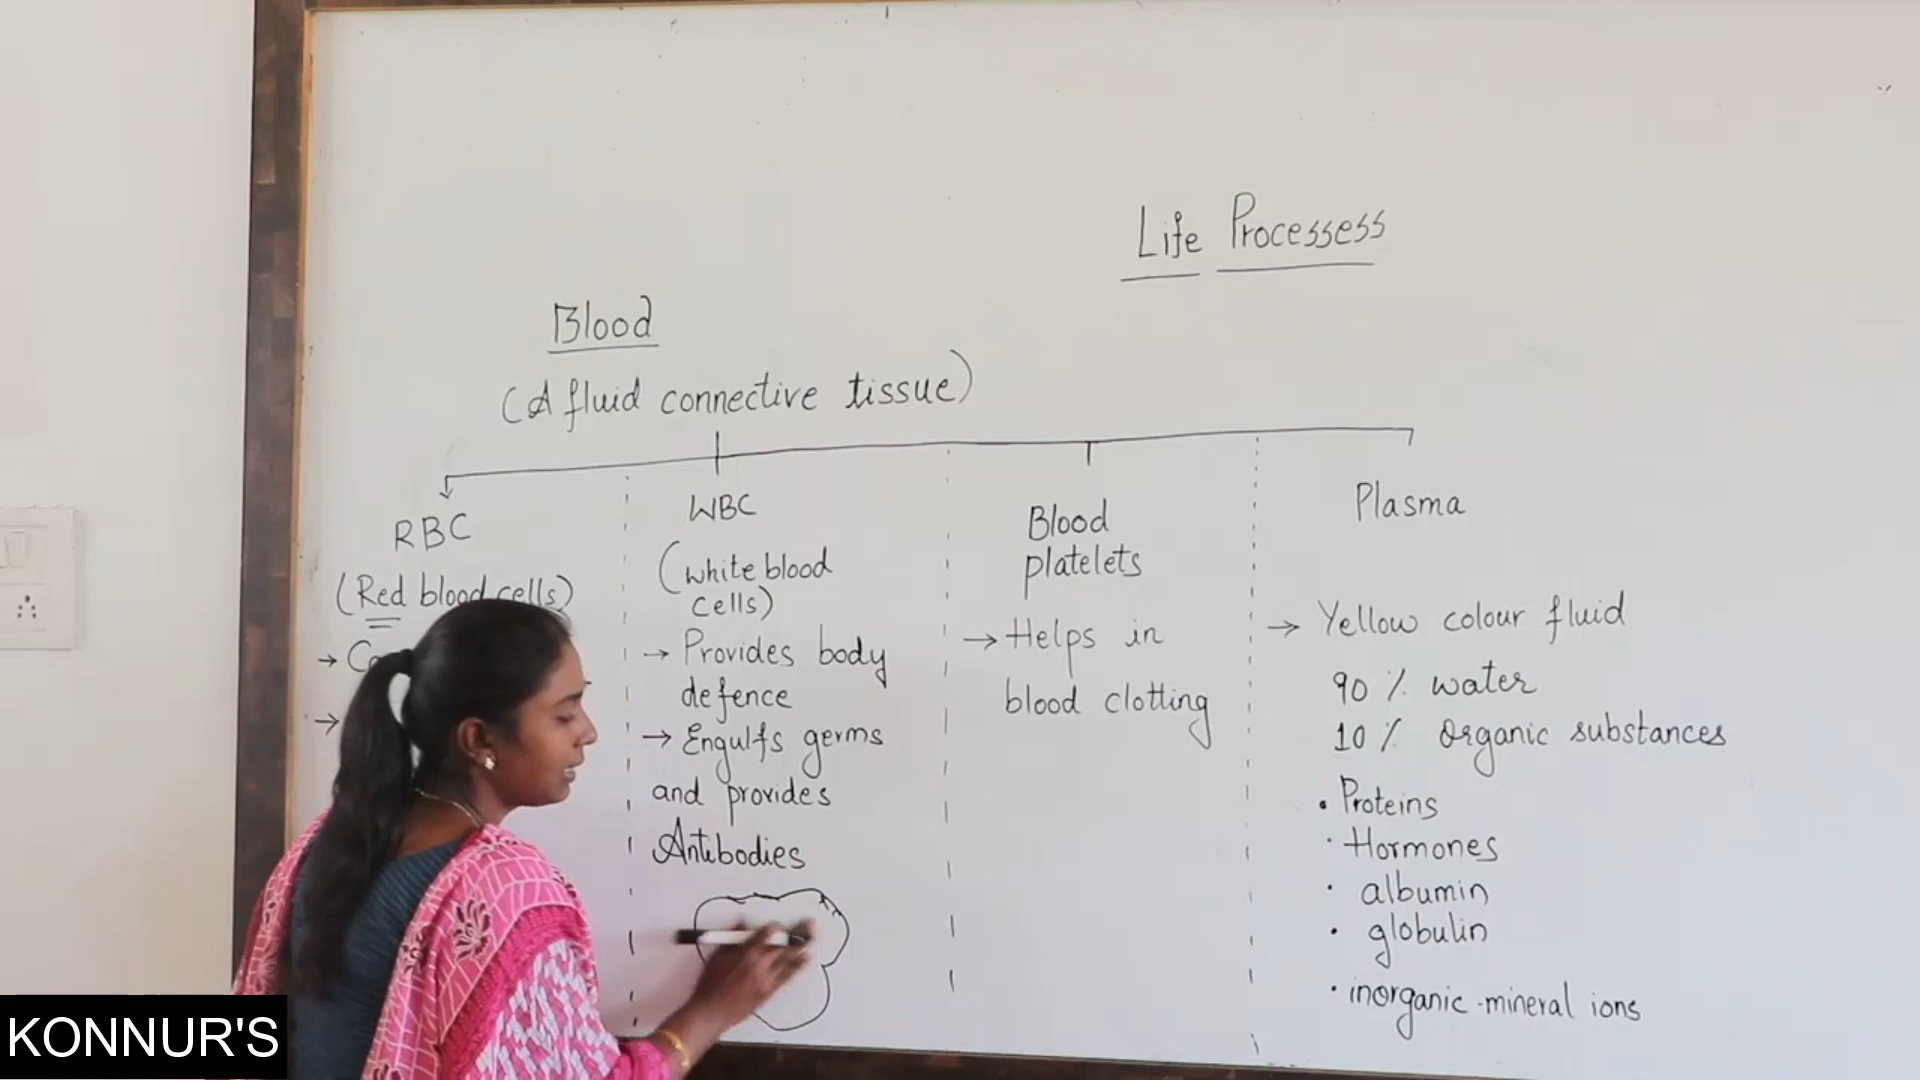 Life Processess
Blood
(A fluid connective tissue)
RBC
(Red blood cells)
→
→
WBC
(white blood
cells)
→ Provides body
defence
→ Engulfs germs
and provides
Antibodies
Blood
platelets
→ Helps in
blood clotting
Plasma
→ Yellow colour fluid
90 % water
10 % Organic substances
• Proteins
• Hormones
• albumin
• globulin
• inorganic mineral ions
KONNUR'S